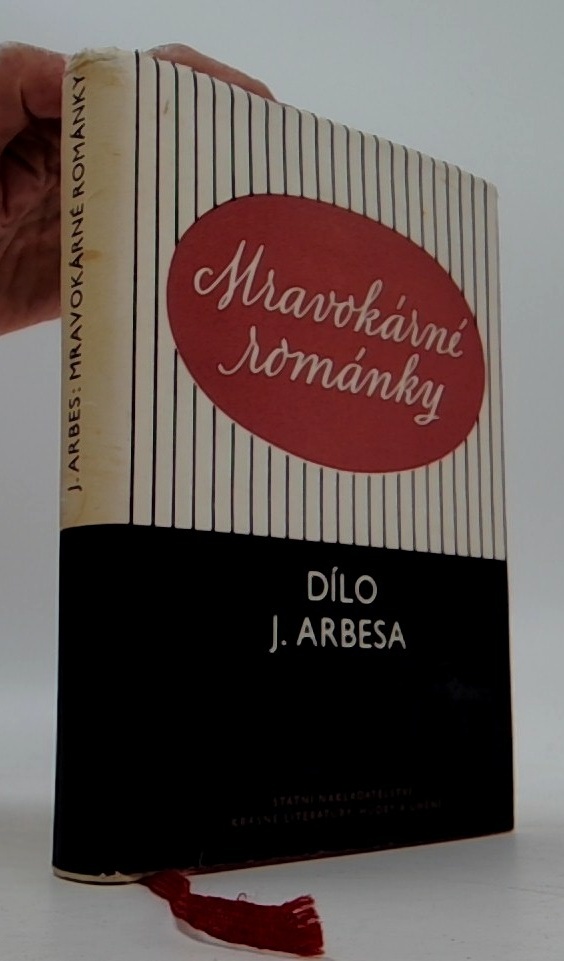 J. ARBES: MRAVOKÁRNÉ ROMÁNKY
Mravokárné
románky
DÍLO
J. ARBESA
STÁTNÍ NAKLADATELSTVÍ
KRÁSNÉ LITERATURY, HUDBY A UMĚNÍ